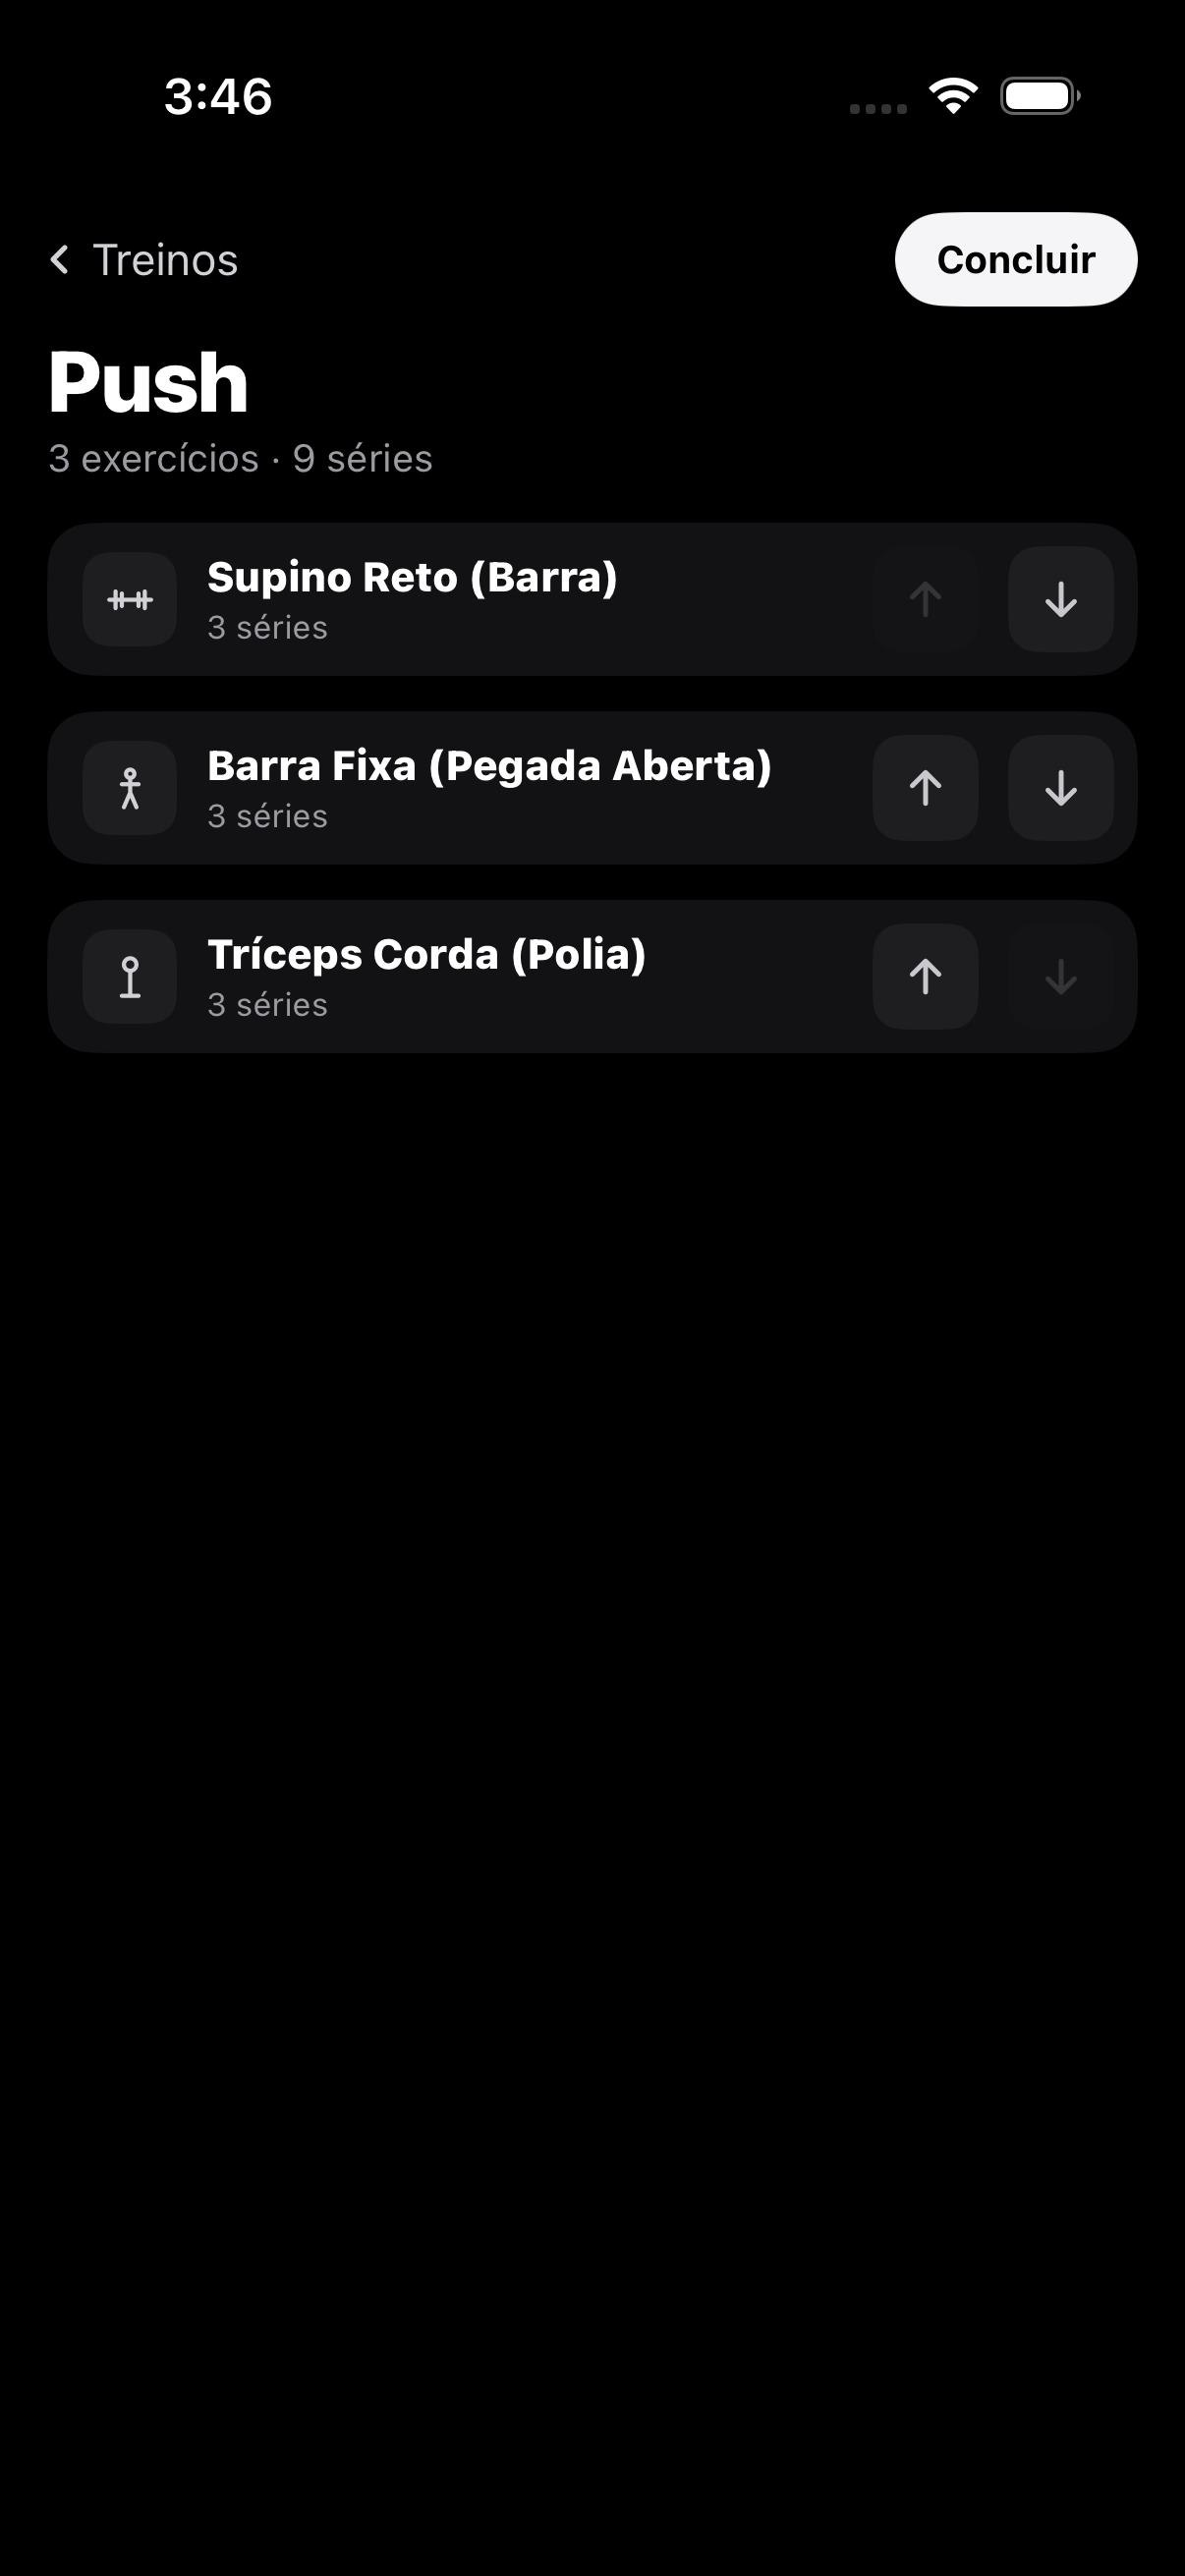 3:46
Treinos
Concluir
Push
3 exercícios · 9 séries
Supino Reto (Barra)
3 séries
Barra Fixa (Pegada Aberta)
3 séries
Tríceps Corda (Polia)
3 séries